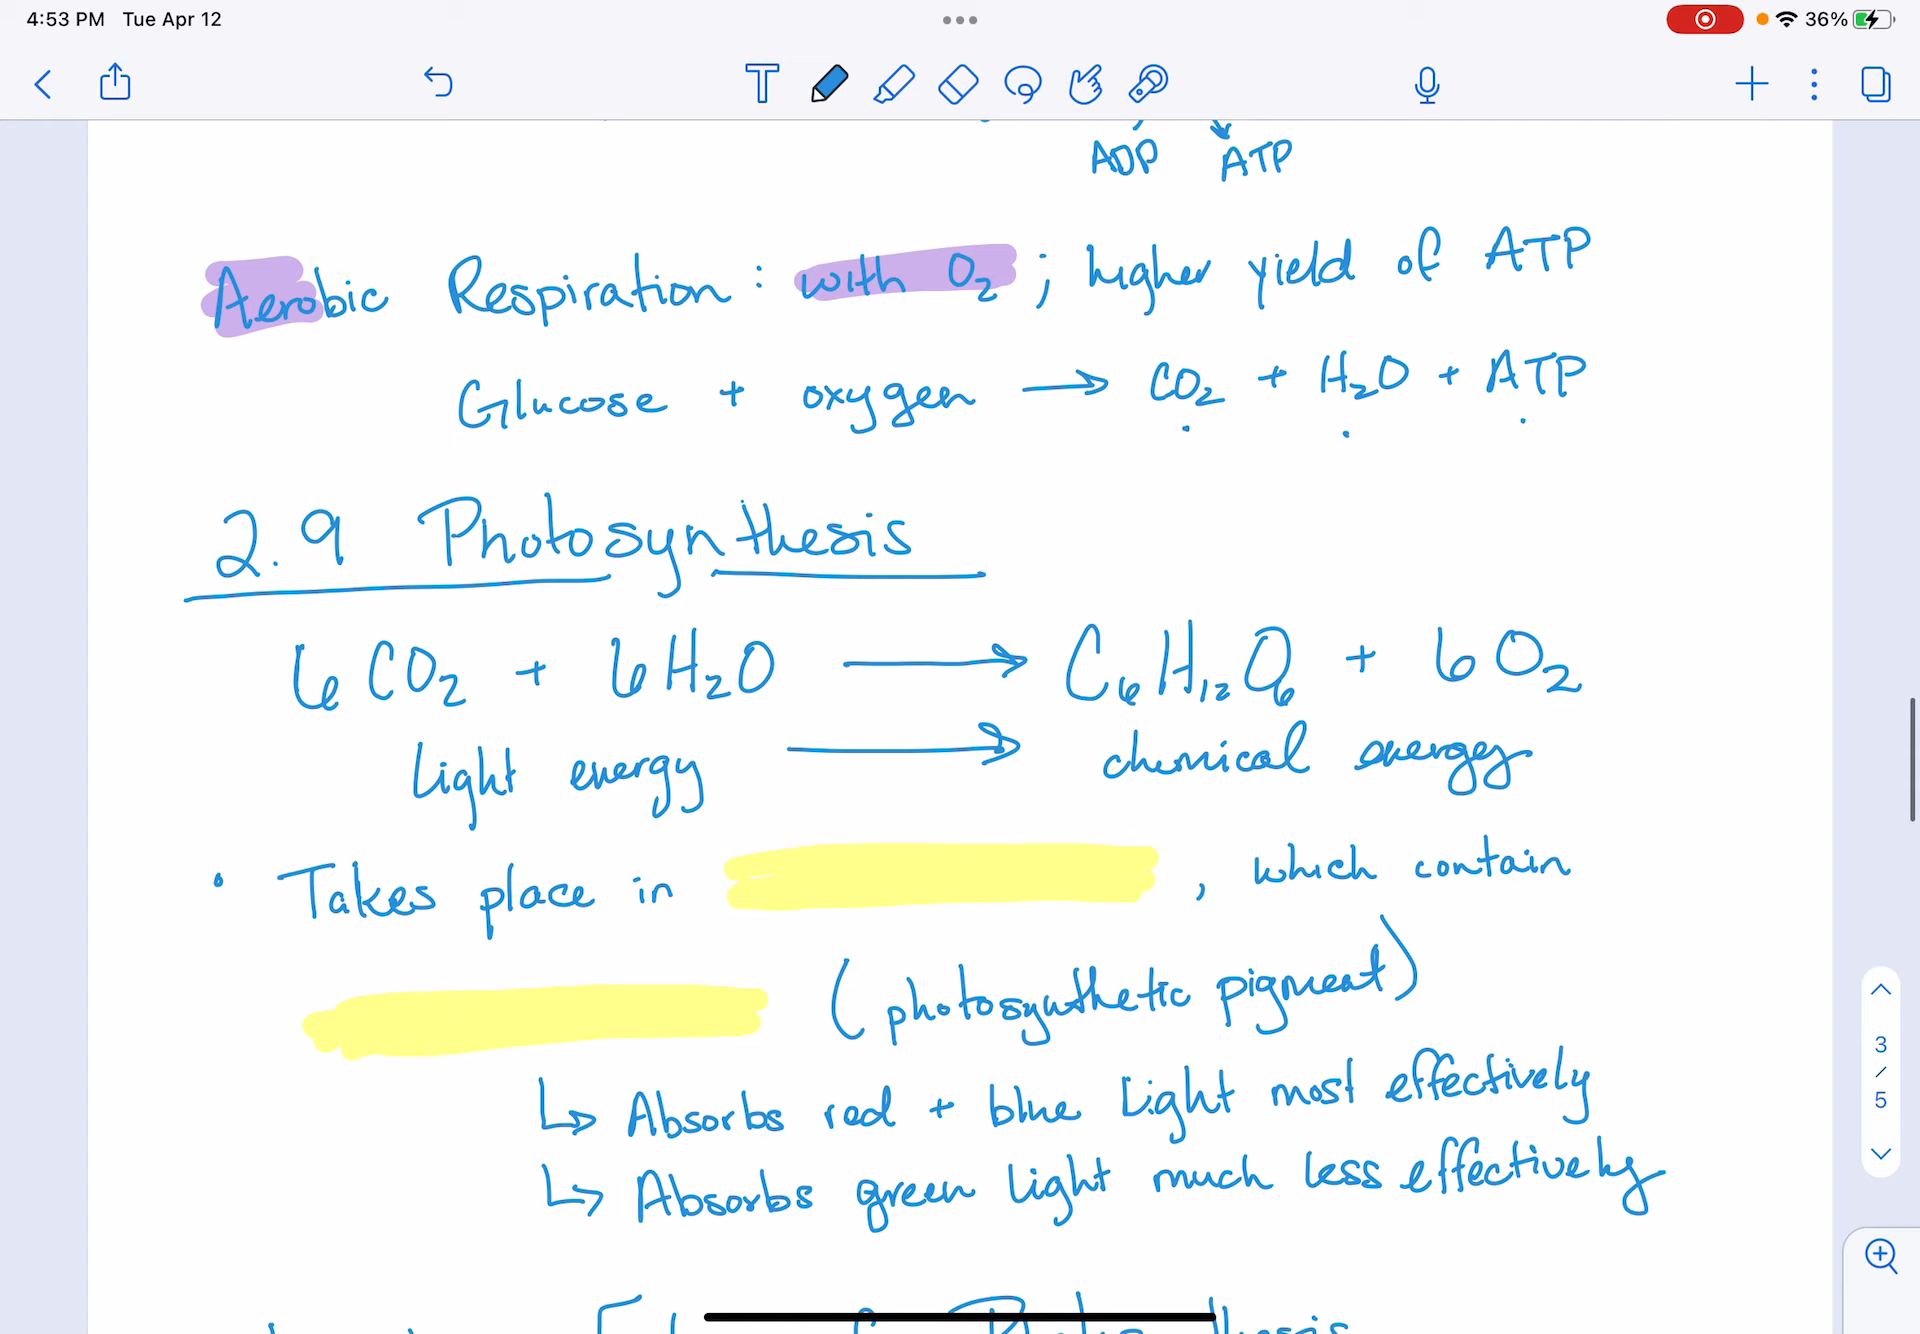 4:53 PM Tue Apr 12
36%
ADP ATP
Aerobic Respiration : with O₂ ; higher yield of ATP
Glucose + oxygen → CO₂ + H₂O + ATP
2.9 Photosynthesis
6 CO₂ + 6 H₂O → C₆H₁₂O₆ + 6 O₂
Light energy → chemical energy
• Takes place in , which contain
(photosynthetic pigment)
↳ Absorbs red + blue Light most effectively
↳ Absorbs green light much less effectively
3
/
5